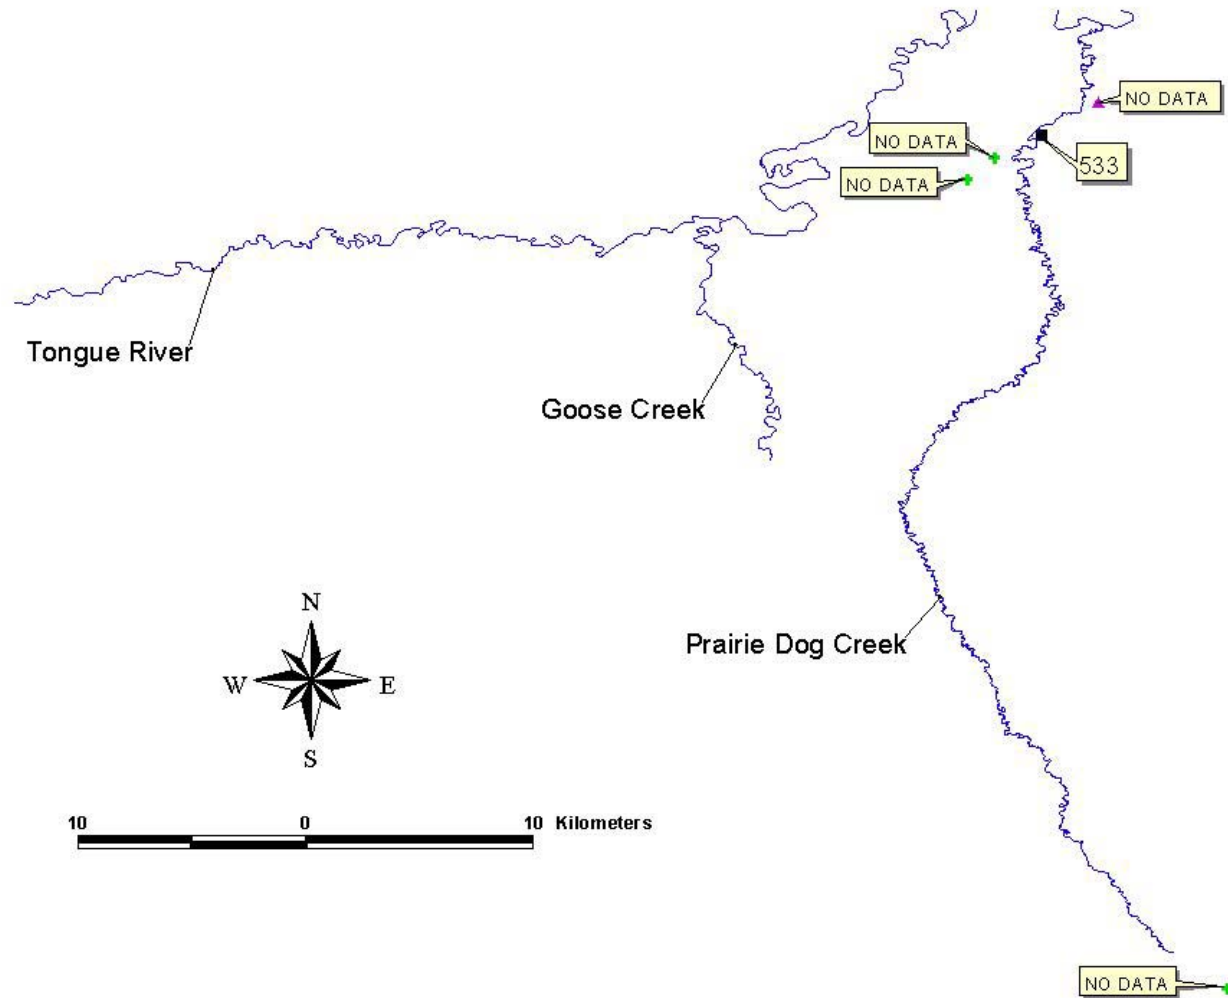 NO DATA
NO DATA
533
NO DATA
Tongue River
Goose Creek
Prairie Dog Creek
N
W E
S
10 0 10 Kilometers
NO DATA